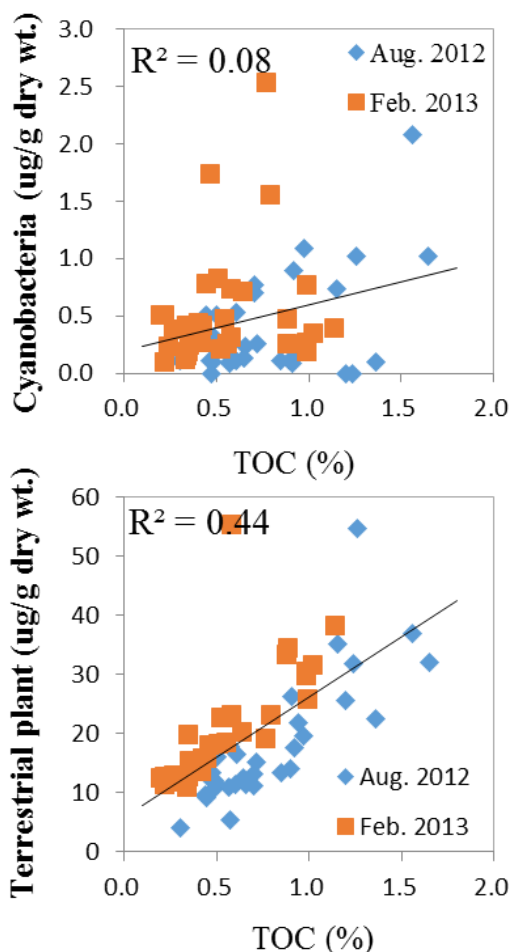 Cyanobacteria (ug/g dry wt.)
3.0
2.5
2.0
1.5
1.0
0.5
0.0
R² = 0.08
Aug. 2012
Feb. 2013
0.0 0.5 1.0 1.5 2.0
TOC (%)
Terrestrial plant (ug/g dry wt.)
60
50
40
30
20
10
0
R² = 0.44
Aug. 2012
Feb. 2013
0.0 0.5 1.0 1.5 2.0
TOC (%)